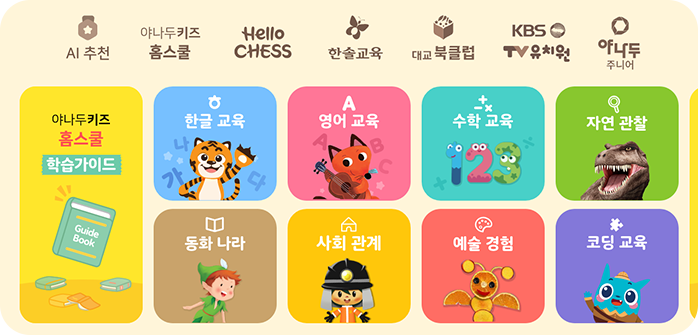 AI 추천
야나두키즈
홈스쿨
Hello
CHESS
한솔교육
대교 북클럽
KBS
TV유치원
야나두
주니어
야나두키즈
홈스쿨
학습가이드
Guide
Book
한글 교육
나
가
다
영어 교육
A
B
C
수학 교육
123
자연 관찰
동화 나라
사회 관계
예술 경험
코딩 교육